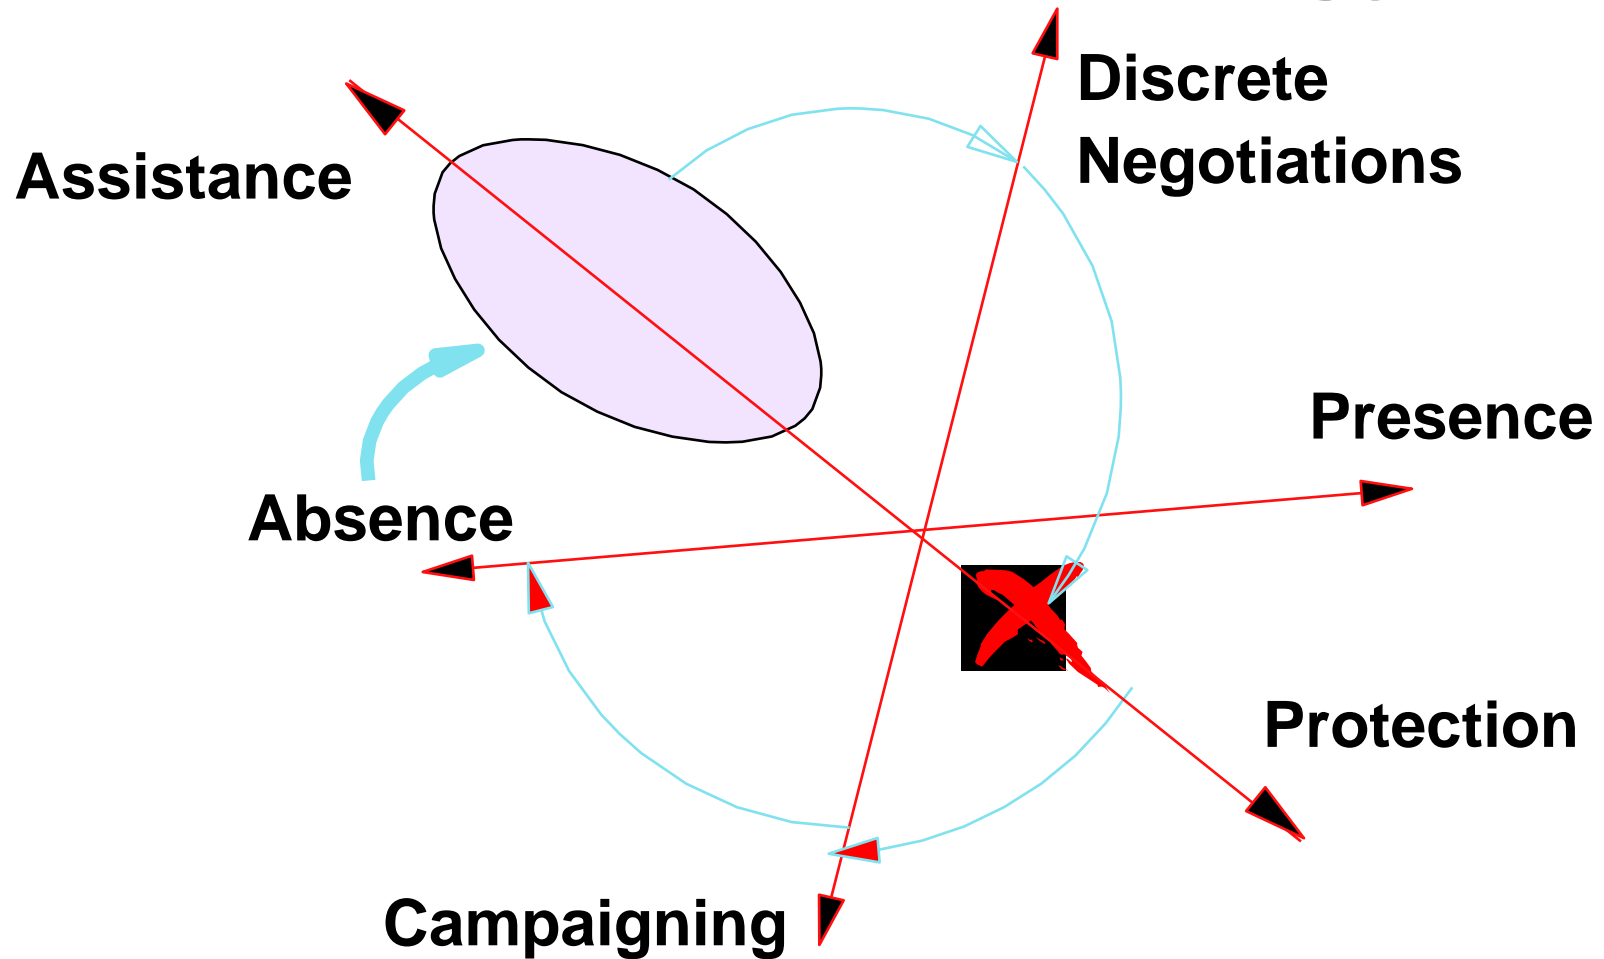 Discrete
Negotiations
Assistance
Presence
Absence
Protection
Campaigning